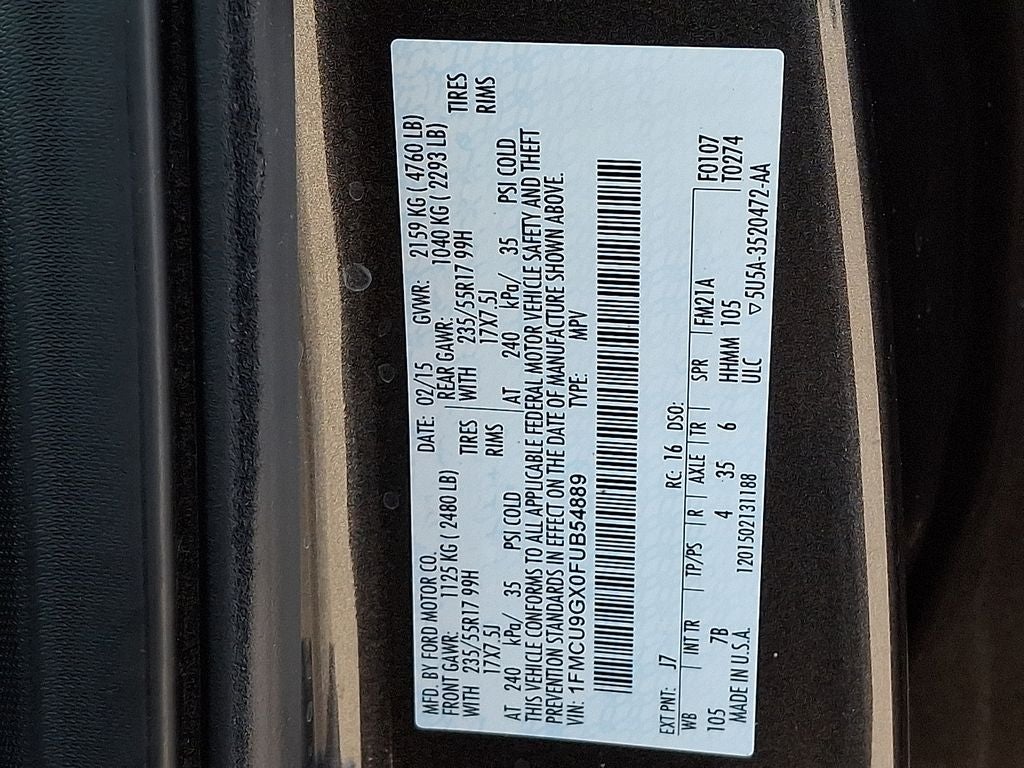 MFD. BY FORD MOTOR CO. DATE: 02/15 GVWR: 2159 KG ( 4760 LB)
FRONT GAWR: 1125 KG ( 2480 LB) REAR GAWR: 1040 KG ( 2293 LB)
WITH 235/55R17 99H TIRES WITH 235/55R17 99H TIRES
17X7.5J RIMS 17X7.5J RIMS
AT 240 kPa/ 35 PSI COLD AT 240 kPa/ 35 PSI COLD
THIS VEHICLE CONFORMS TO ALL APPLICABLE FEDERAL MOTOR VEHICLE SAFETY AND THEFT
PREVENTION STANDARDS IN EFFECT ON THE DATE OF MANUFACTURE SHOWN ABOVE.
VIN: 1FMCU9GX0FUB54889 TYPE: MPV
EXT PNT: J7 RC: 16 DSO:
WB INT TR TP/PS R AXLE TR SPR FM21A F0107
105 7B 4 35 6 HHMM 105 T0274
MADE IN U.S.A. 1201502131188 ULC ▽5U5A-3520472-AA